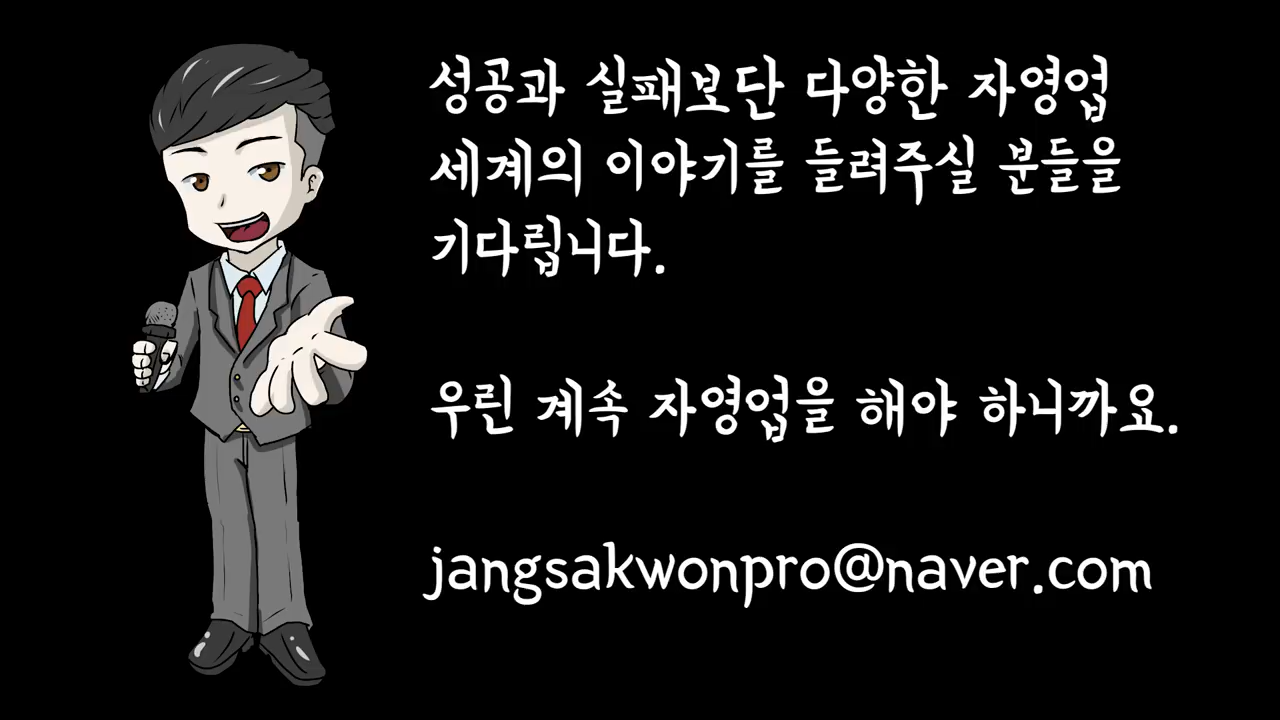 성공과 실패보단 다양한 자영업
세계의 이야기를 들려주실 분들을
기다립니다.
우린 계속 자영업을 해야 하니까요.
jangsakwonpro@naver.com